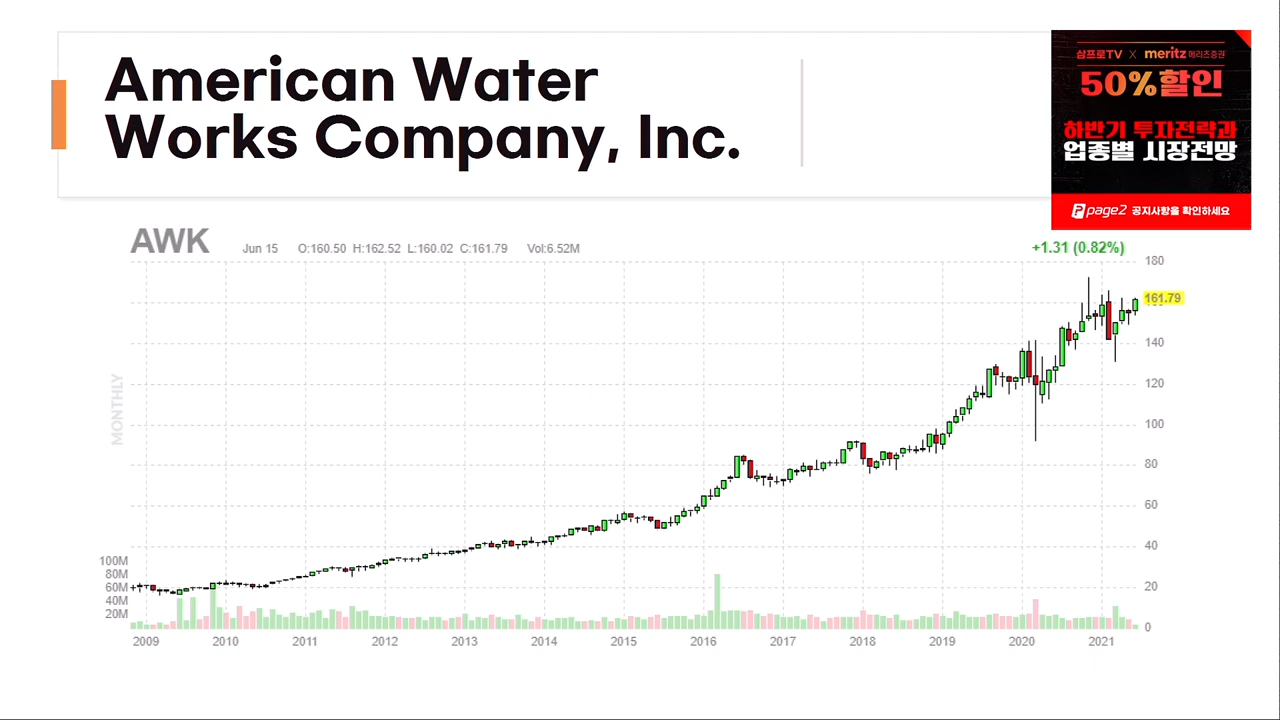 American Water
Works Company, Inc.
삼프로TV X meritz 메리츠증권
50%할인
하반기 투자전략과
업종별 시장전망
page2 공지사항을 확인하세요
AWK Jun 15 O:160.50 H:162.52 L:160.02 C:161.79 Vol:6.52M +1.31 (0.82%)
180
161.79
140
120
MONTHLY
100
80
60
40
100M
80M
20
60M
40M
20M
0
2009 2010 2011 2012 2013 2014 2015 2016 2017 2018 2019 2020 2021